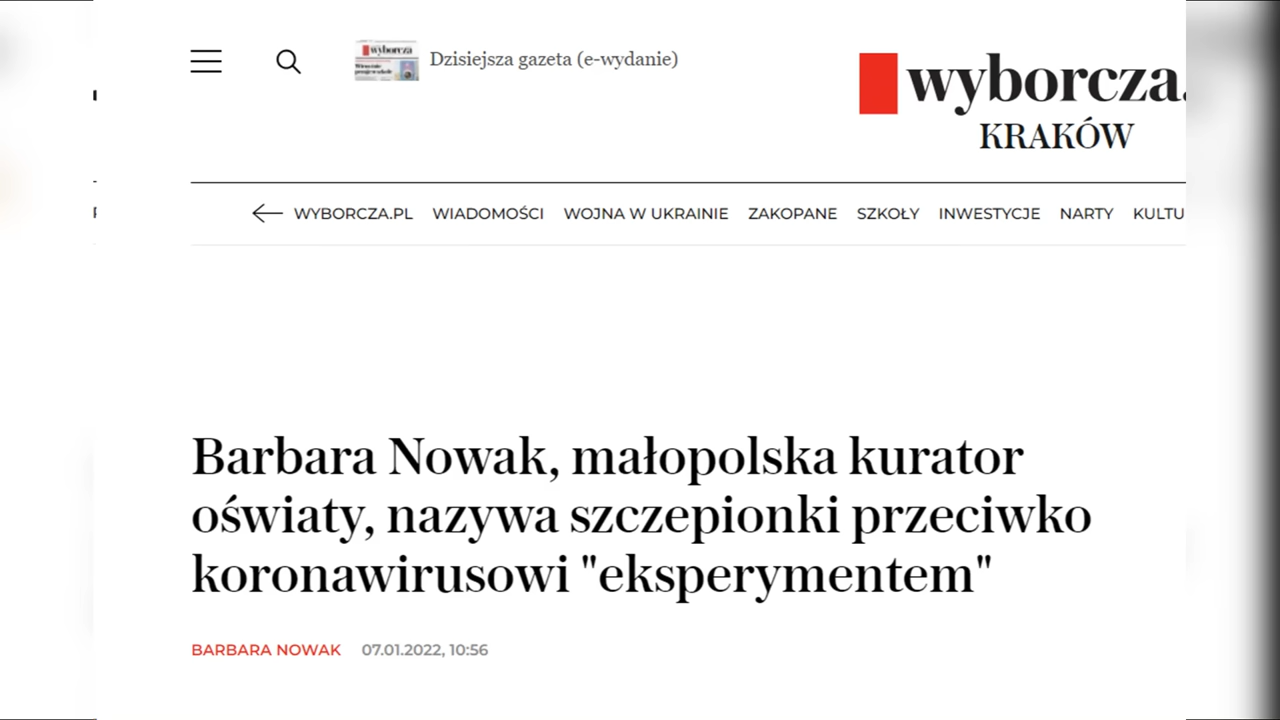 Dzisiejsza gazeta (e-wydanie)
wyborcza.
KRAKÓW
WYBORCZA.PL WIADOMOŚCI WOJNA W UKRAINIE ZAKOPANE SZKOŁY INWESTYCJE NARTY KULTU
Barbara Nowak, małopolska kurator
oświaty, nazywa szczepionki przeciwko
koronawirusowi "eksperymentem"
BARBARA NOWAK 07.01.2022, 10:56